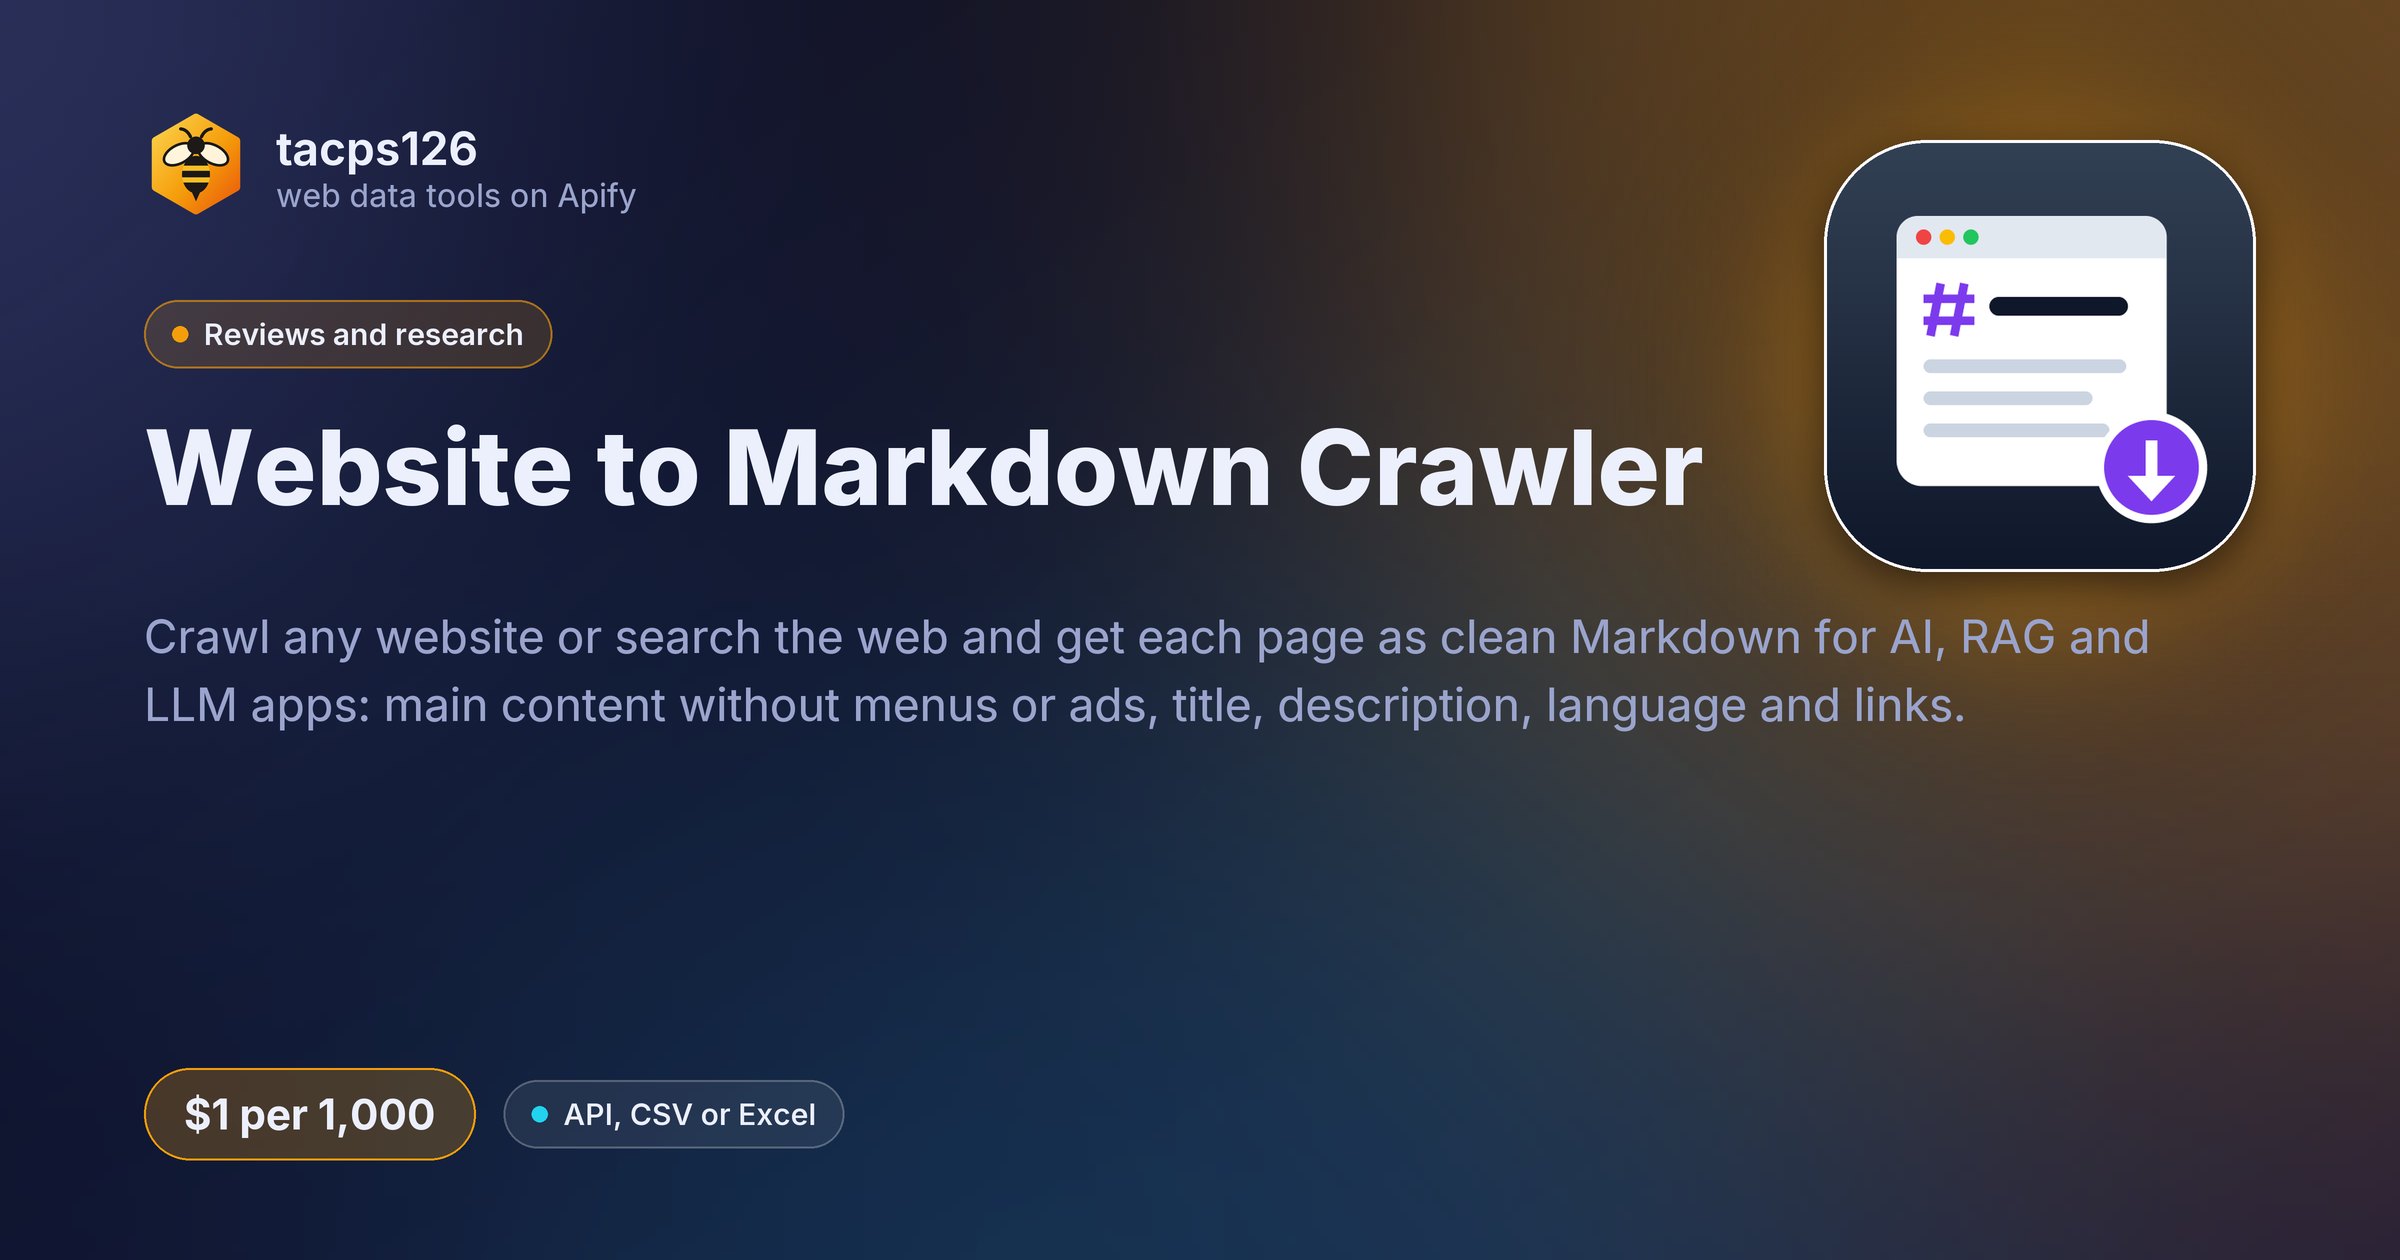 tacps126
web data tools on Apify
Reviews and research
Website to Markdown Crawler
#
Crawl any website or search the web and get each page as clean Markdown for AI, RAG and
LLM apps: main content without menus or ads, title, description, language and links.
$1 per 1,000
API, CSV or Excel